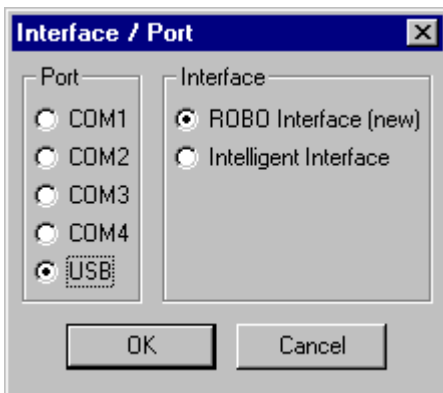 Interface / Port
Port
COM1
COM2
COM3
COM4
USB
Interface
ROBO Interface (new)
Intelligent Interface
OK
Cancel